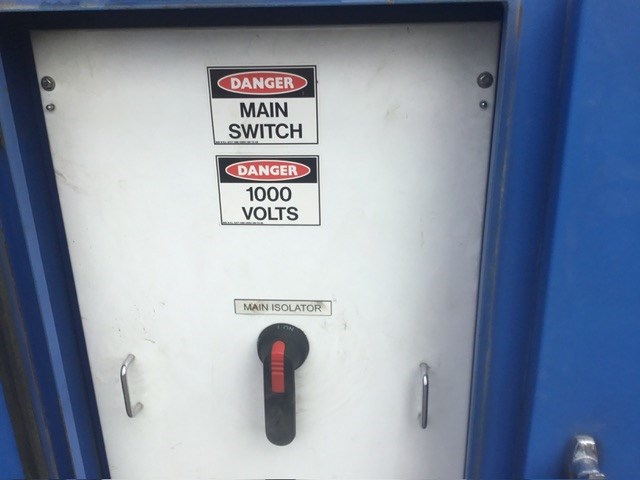 DANGER
MAIN
SWITCH
DANGER
1000
VOLTS
MAIN ISOLATOR